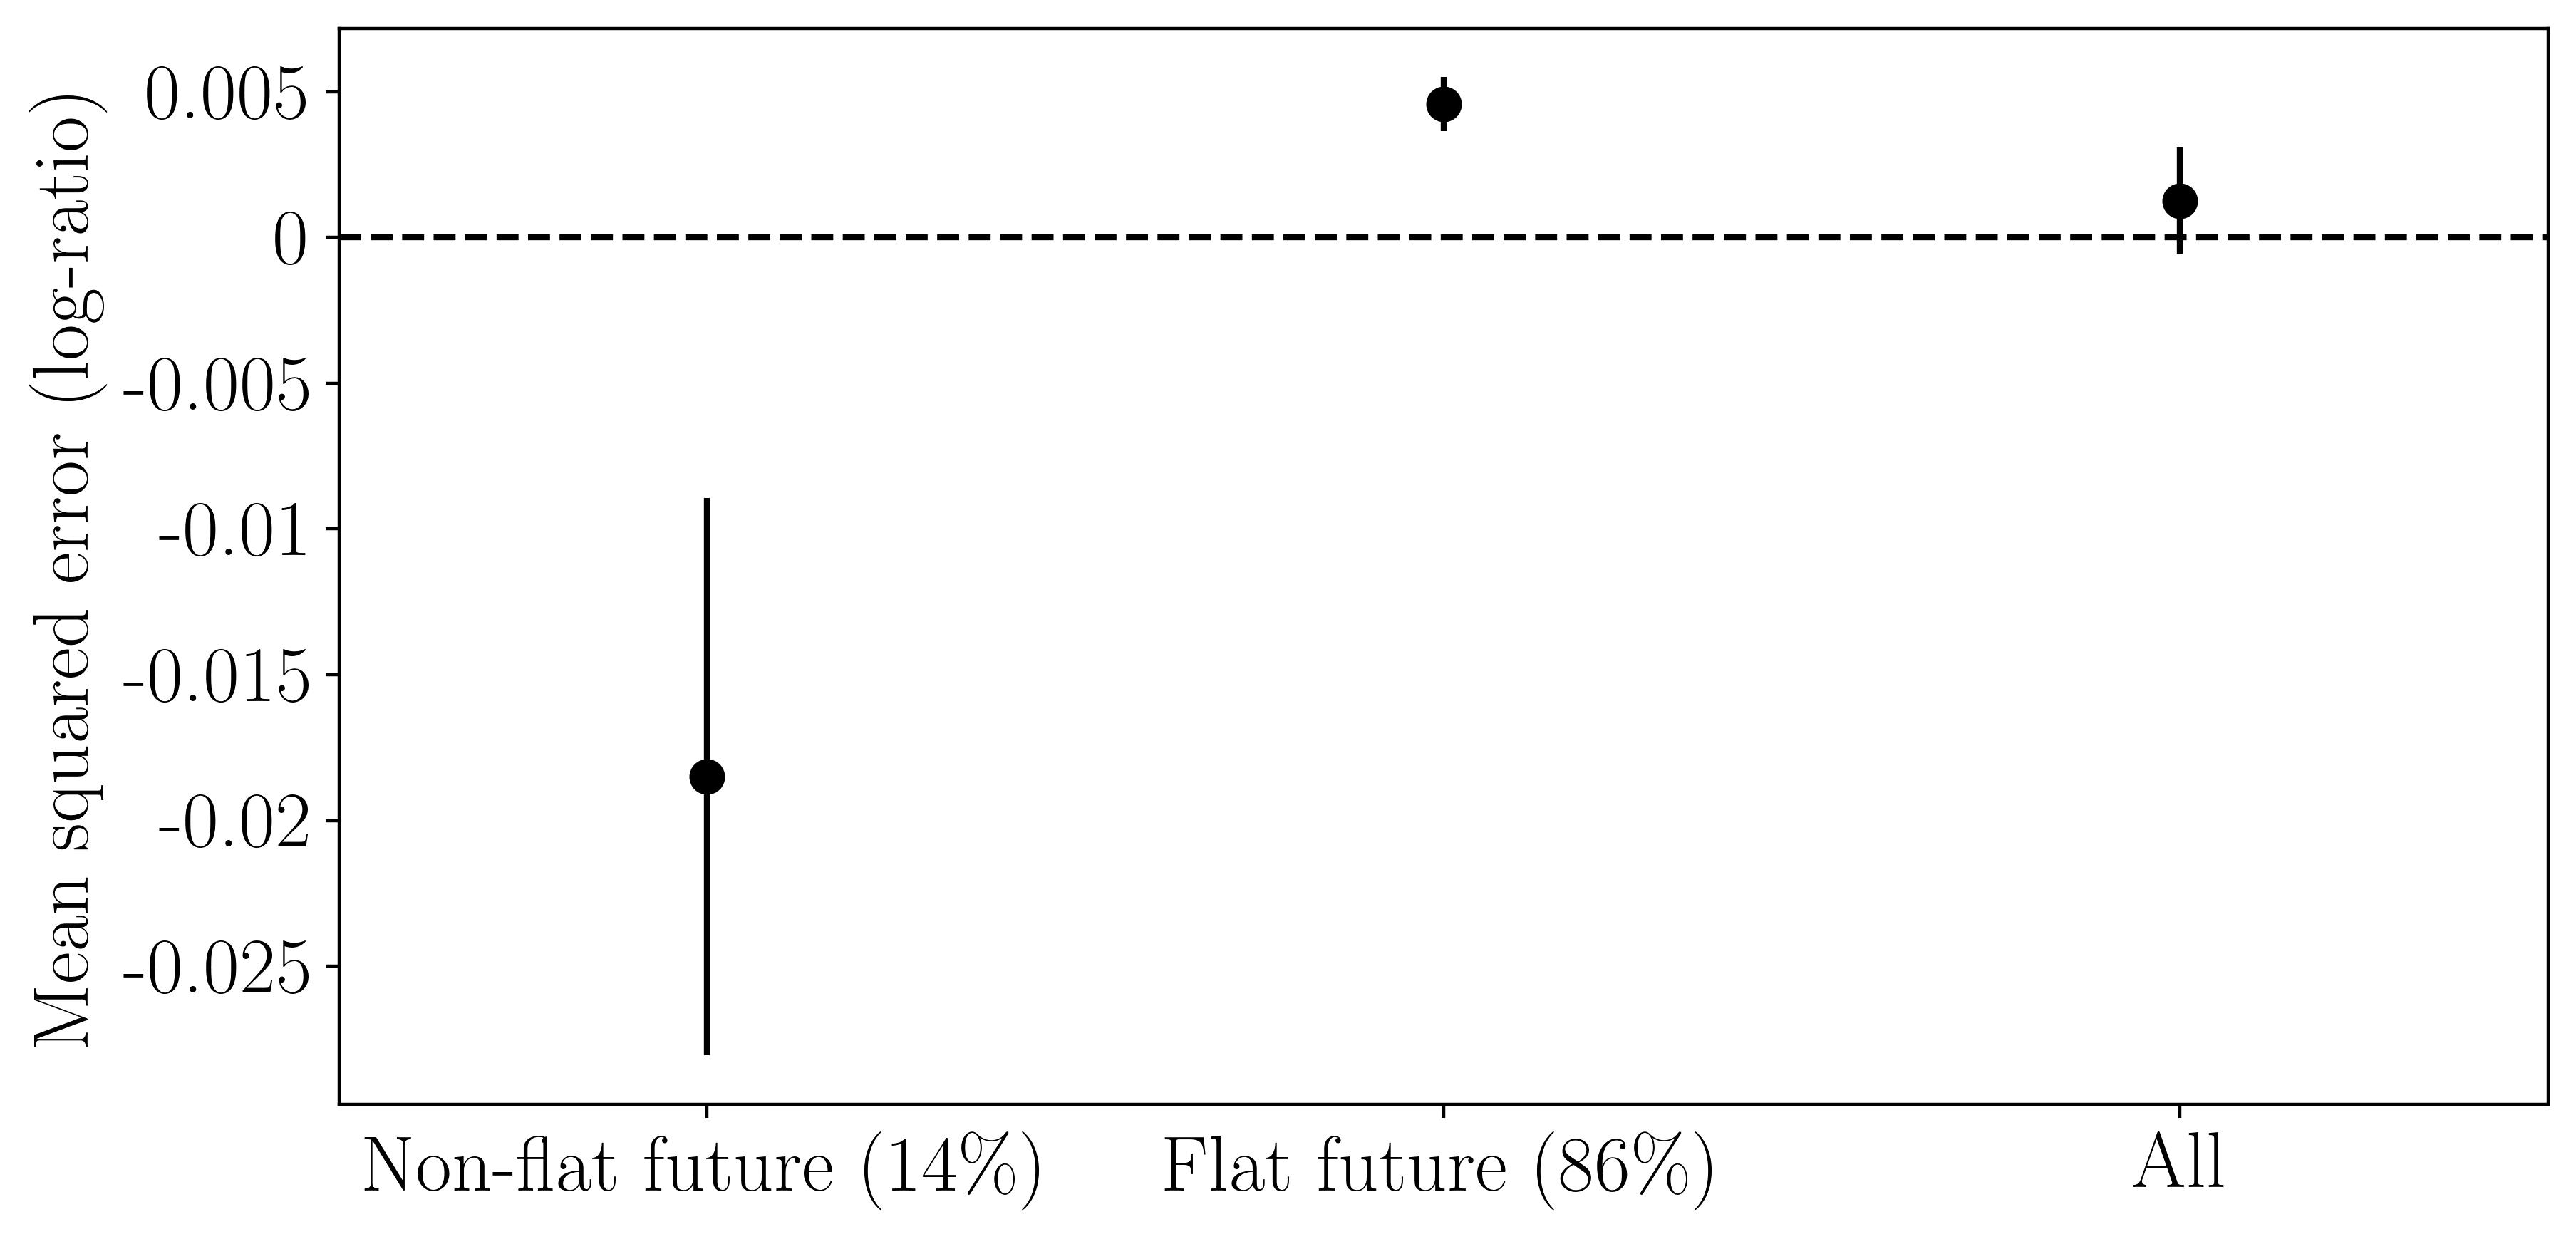 Mean squared error (log-ratio)
0.005
0
-0.005
-0.01
-0.015
-0.02
-0.025
Non-flat future (14%)
Flat future (86%)
All